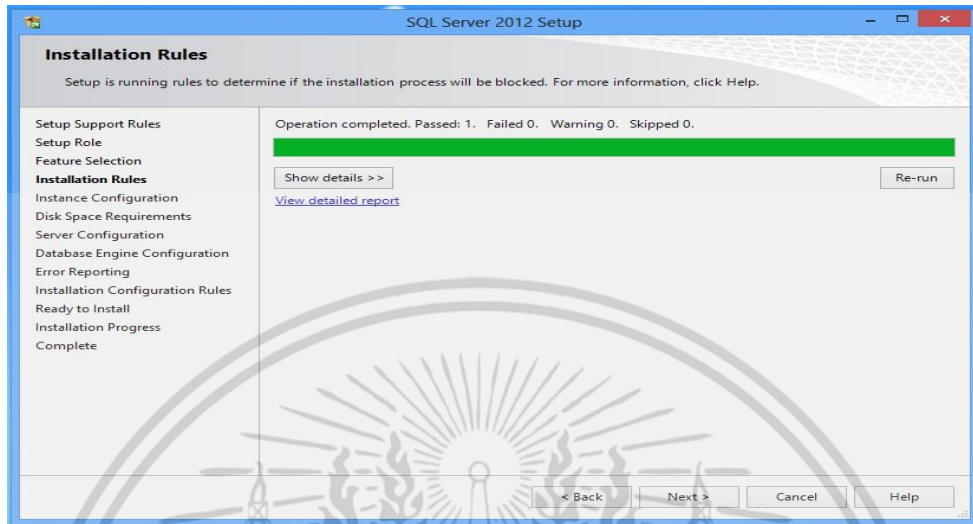 SQL Server 2012 Setup
Installation Rules
Setup is running rules to determine if the installation process will be blocked. For more information, click Help.
Setup Support Rules
Setup Role
Feature Selection
Installation Rules
Instance Configuration
Disk Space Requirements
Server Configuration
Database Engine Configuration
Error Reporting
Installation Configuration Rules
Ready to Install
Installation Progress
Complete
Operation completed. Passed: 1. Failed 0. Warning 0. Skipped 0.
Show details >>
Re-run
View detailed report
< Back
Next >
Cancel
Help